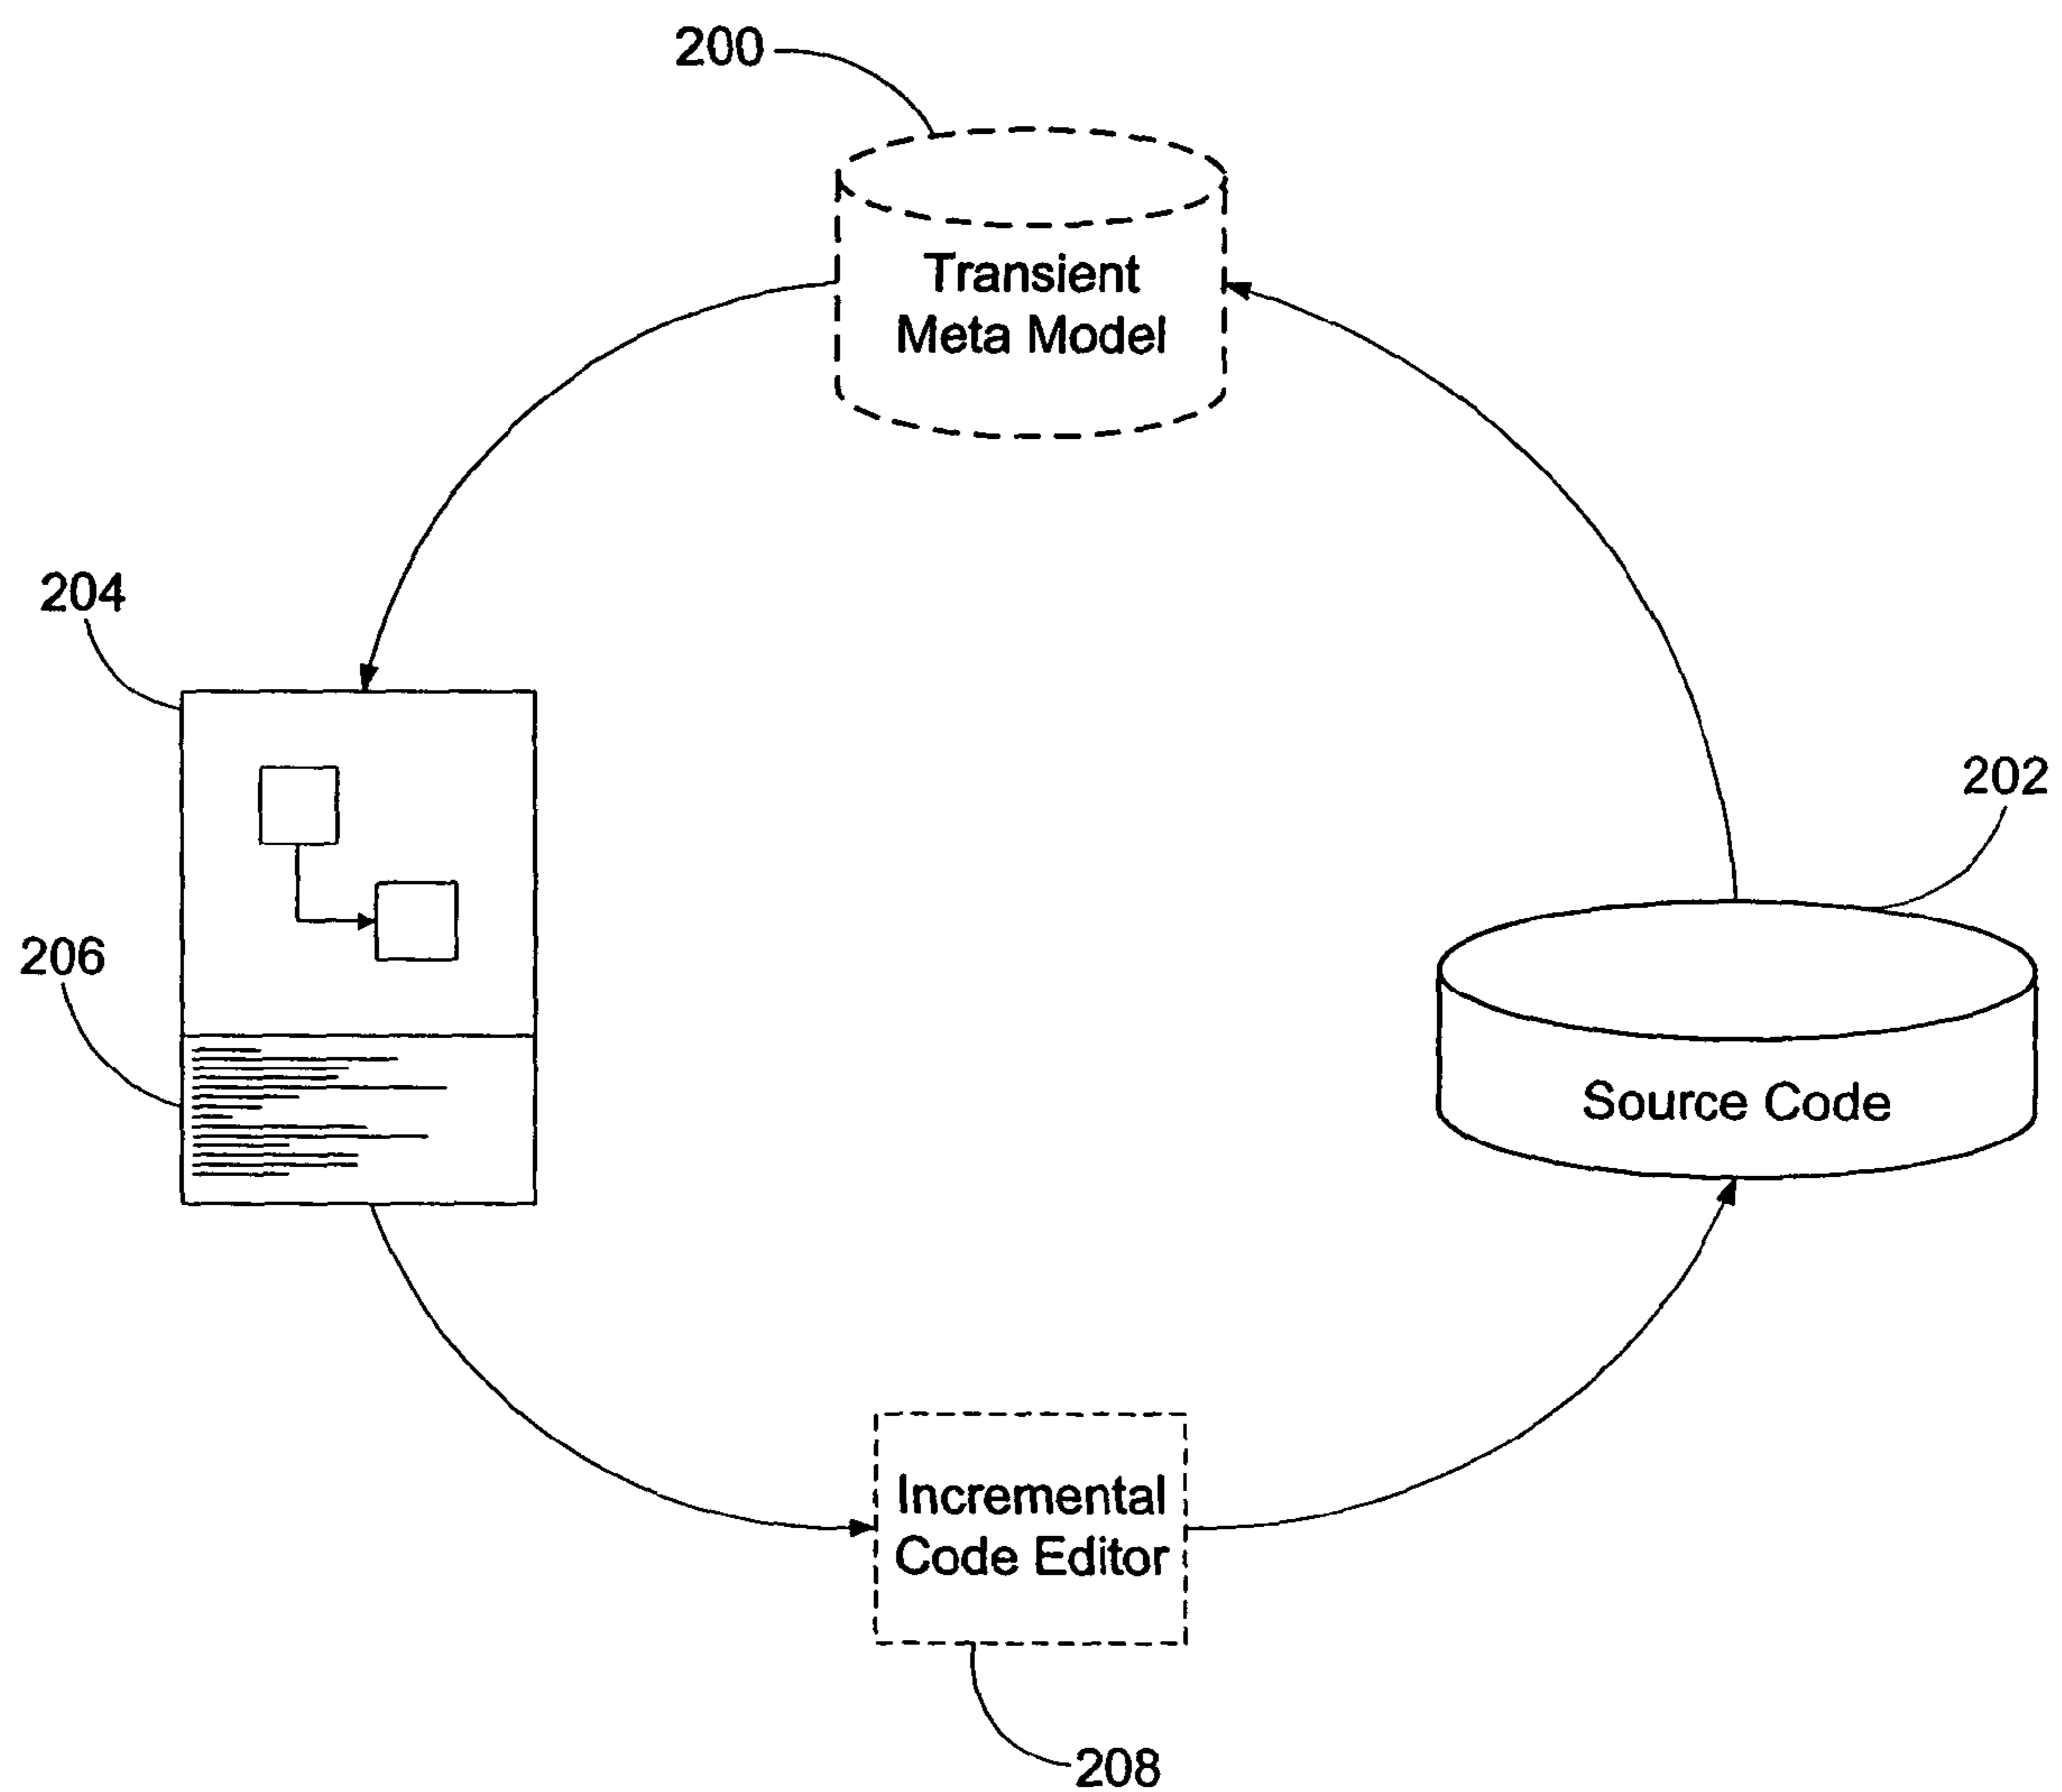 200
Transient
Meta Model
204
202
206
Source Code
Incremental
Code Editor
208